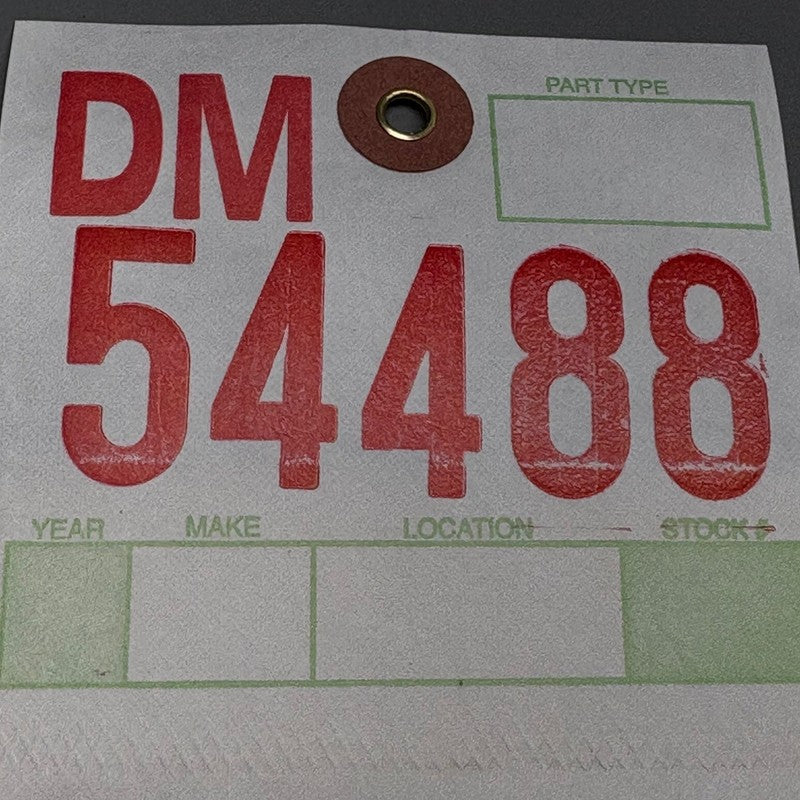 DM
PART TYPE
54488
YEAR MAKE LOCATION STOCK #